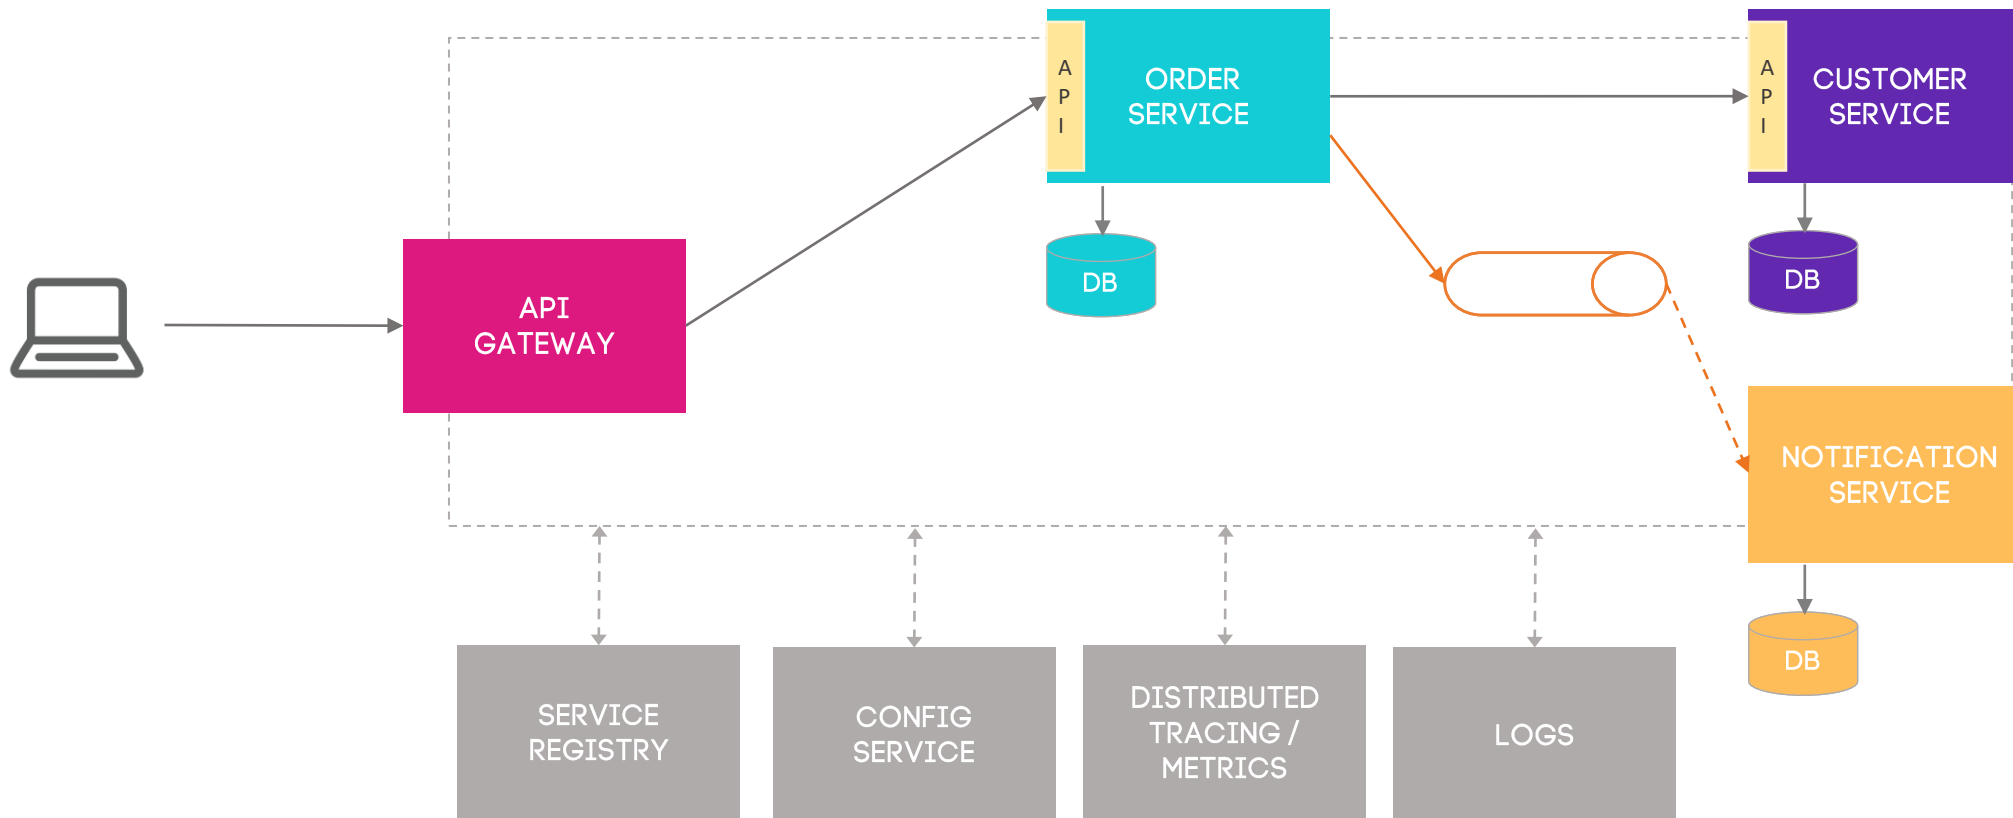 A
P
I
ORDER
SERVICE
A
P
I
CUSTOMER
SERVICE
DB
DB
API
GATEWAY
NOTIFICATION
SERVICE
DB
SERVICE
REGISTRY
CONFIG
SERVICE
DISTRIBUTED
TRACING /
METRICS
LOGS